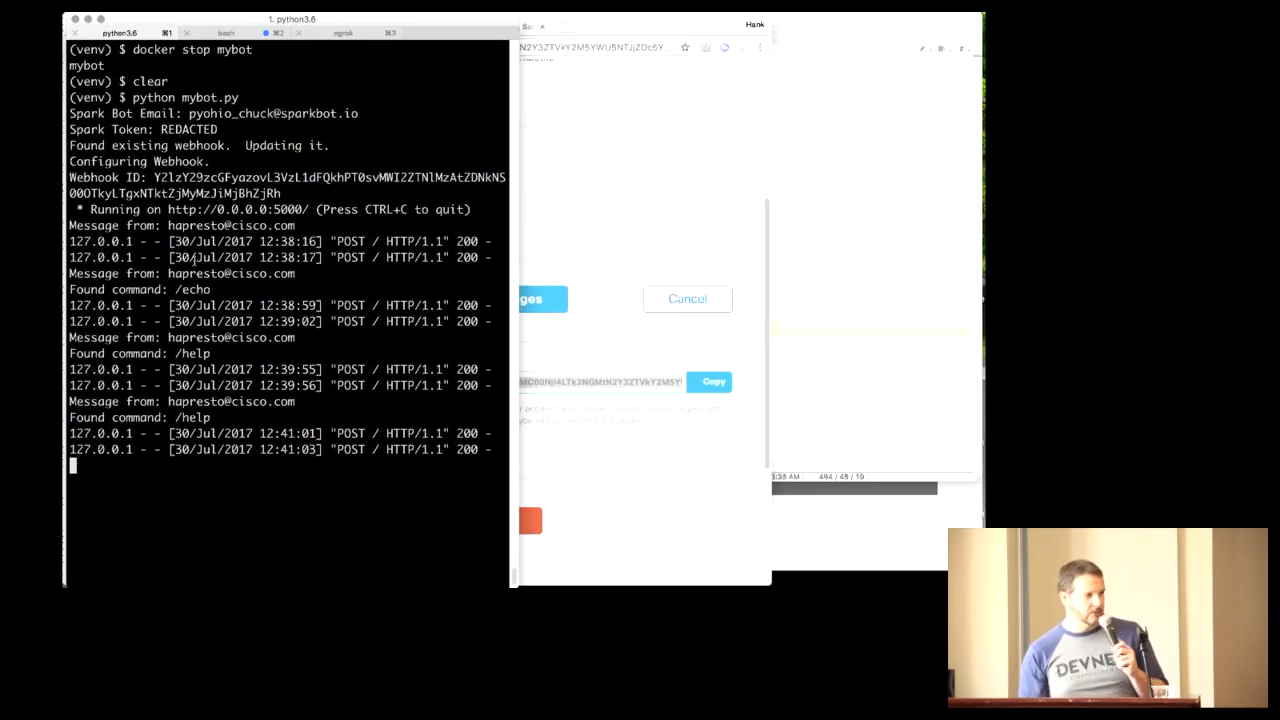 1. python3.6
python3.6 ⌘1 bash ⌘2 ngrok ⌘3
(venv) $ docker stop mybot
mybot
(venv) $ clear
(venv) $ python mybot.py
Spark Bot Email: pyohio_chuck@sparkbot.io
Spark Token: REDACTED
Found existing webhook.  Updating it.
Configuring Webhook.
Webhook ID: Y2lzY29zcGFyazovL3VzL1dFQkhPT0svMWI2ZTNlMzAtZDNkNS
00OTkyLTgxNTktZjMyMzJiMjBhZjRh
* Running on http://0.0.0.0:5000/ (Press CTRL+C to quit)
Message from: hapresto@cisco.com
127.0.0.1 - - [30/Jul/2017 12:38:16] "POST / HTTP/1.1" 200 -
127.0.0.1 - - [30/Jul/2017 12:38:17] "POST / HTTP/1.1" 200 -
Message from: hapresto@cisco.com
Found command: /echo
127.0.0.1 - - [30/Jul/2017 12:38:59] "POST / HTTP/1.1" 200 -
127.0.0.1 - - [30/Jul/2017 12:39:02] "POST / HTTP/1.1" 200 -
Message from: hapresto@cisco.com
Found command: /help
127.0.0.1 - - [30/Jul/2017 12:39:55] "POST / HTTP/1.1" 200 -
127.0.0.1 - - [30/Jul/2017 12:39:56] "POST / HTTP/1.1" 200 -
Message from: hapresto@cisco.com
Found command: /help
127.0.0.1 - - [30/Jul/2017 12:41:01] "POST / HTTP/1.1" 200 -
127.0.0.1 - - [30/Jul/2017 12:41:03] "POST / HTTP/1.1" 200 -
Hank
ges
Cancel
Copy
494 / 45 / 19
DEVNE